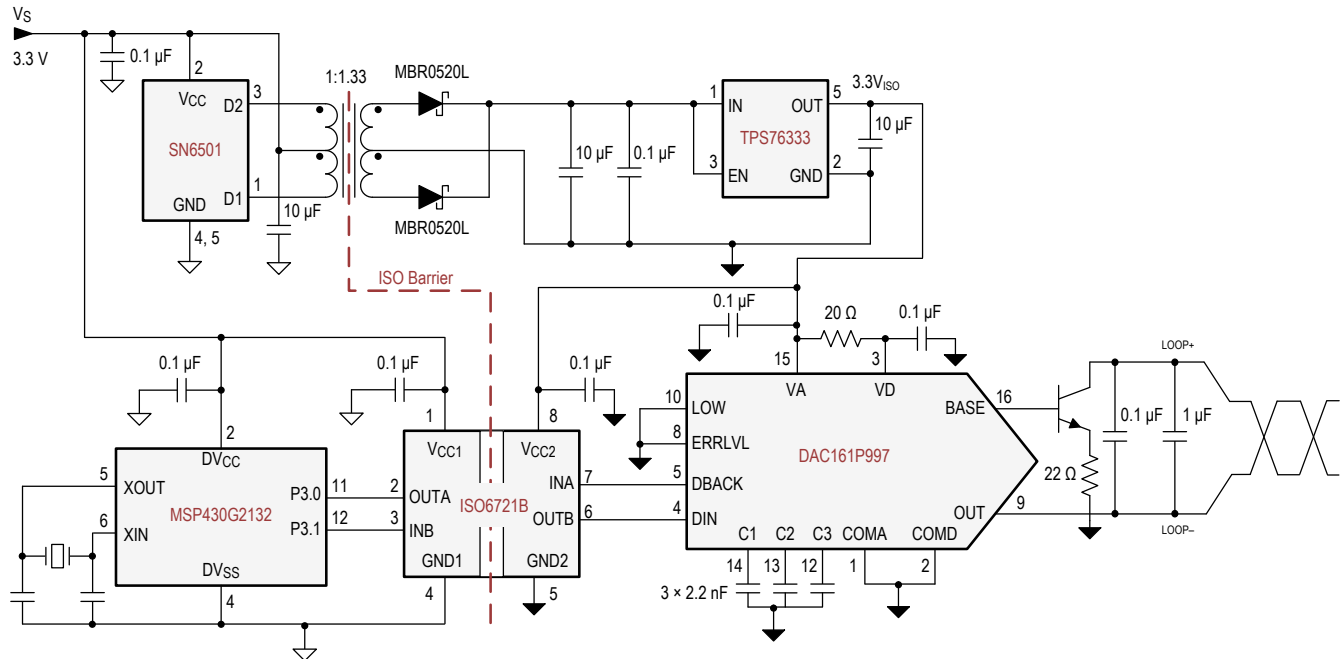 VS
3.3 V
0.1 µF
2
VCC
D2
3
SN6501
D1
1
GND
4, 5
10 µF
1:1.33
MBR0520L
MBR0520L
10 µF
0.1 µF
1
IN
OUT
5
3.3VISO
TPS76333
10 µF
3
EN
GND
2
ISO Barrier
0.1 µF
0.1 µF
0.1 µF
0.1 µF
20 Ω
0.1 µF
2
DVCC
5
XOUT
P3.0
11
MSP430G2132
6
XIN
P3.1
12
DVSS
4
1
8
VCC1
VCC2
2
OUTA
INA
7
ISO6721B
3
INB
OUTB
6
GND1
GND2
4
5
15
3
VA
VD
10
LOW
BASE
16
8
ERRLVL
DAC161P997
5
DBACK
4
DIN
OUT
9
C1
C2
C3
COMA
COMD
14
13
12
1
2
3 × 2.2 nF
22 Ω
LOOP+
0.1 µF
1 µF
LOOP–